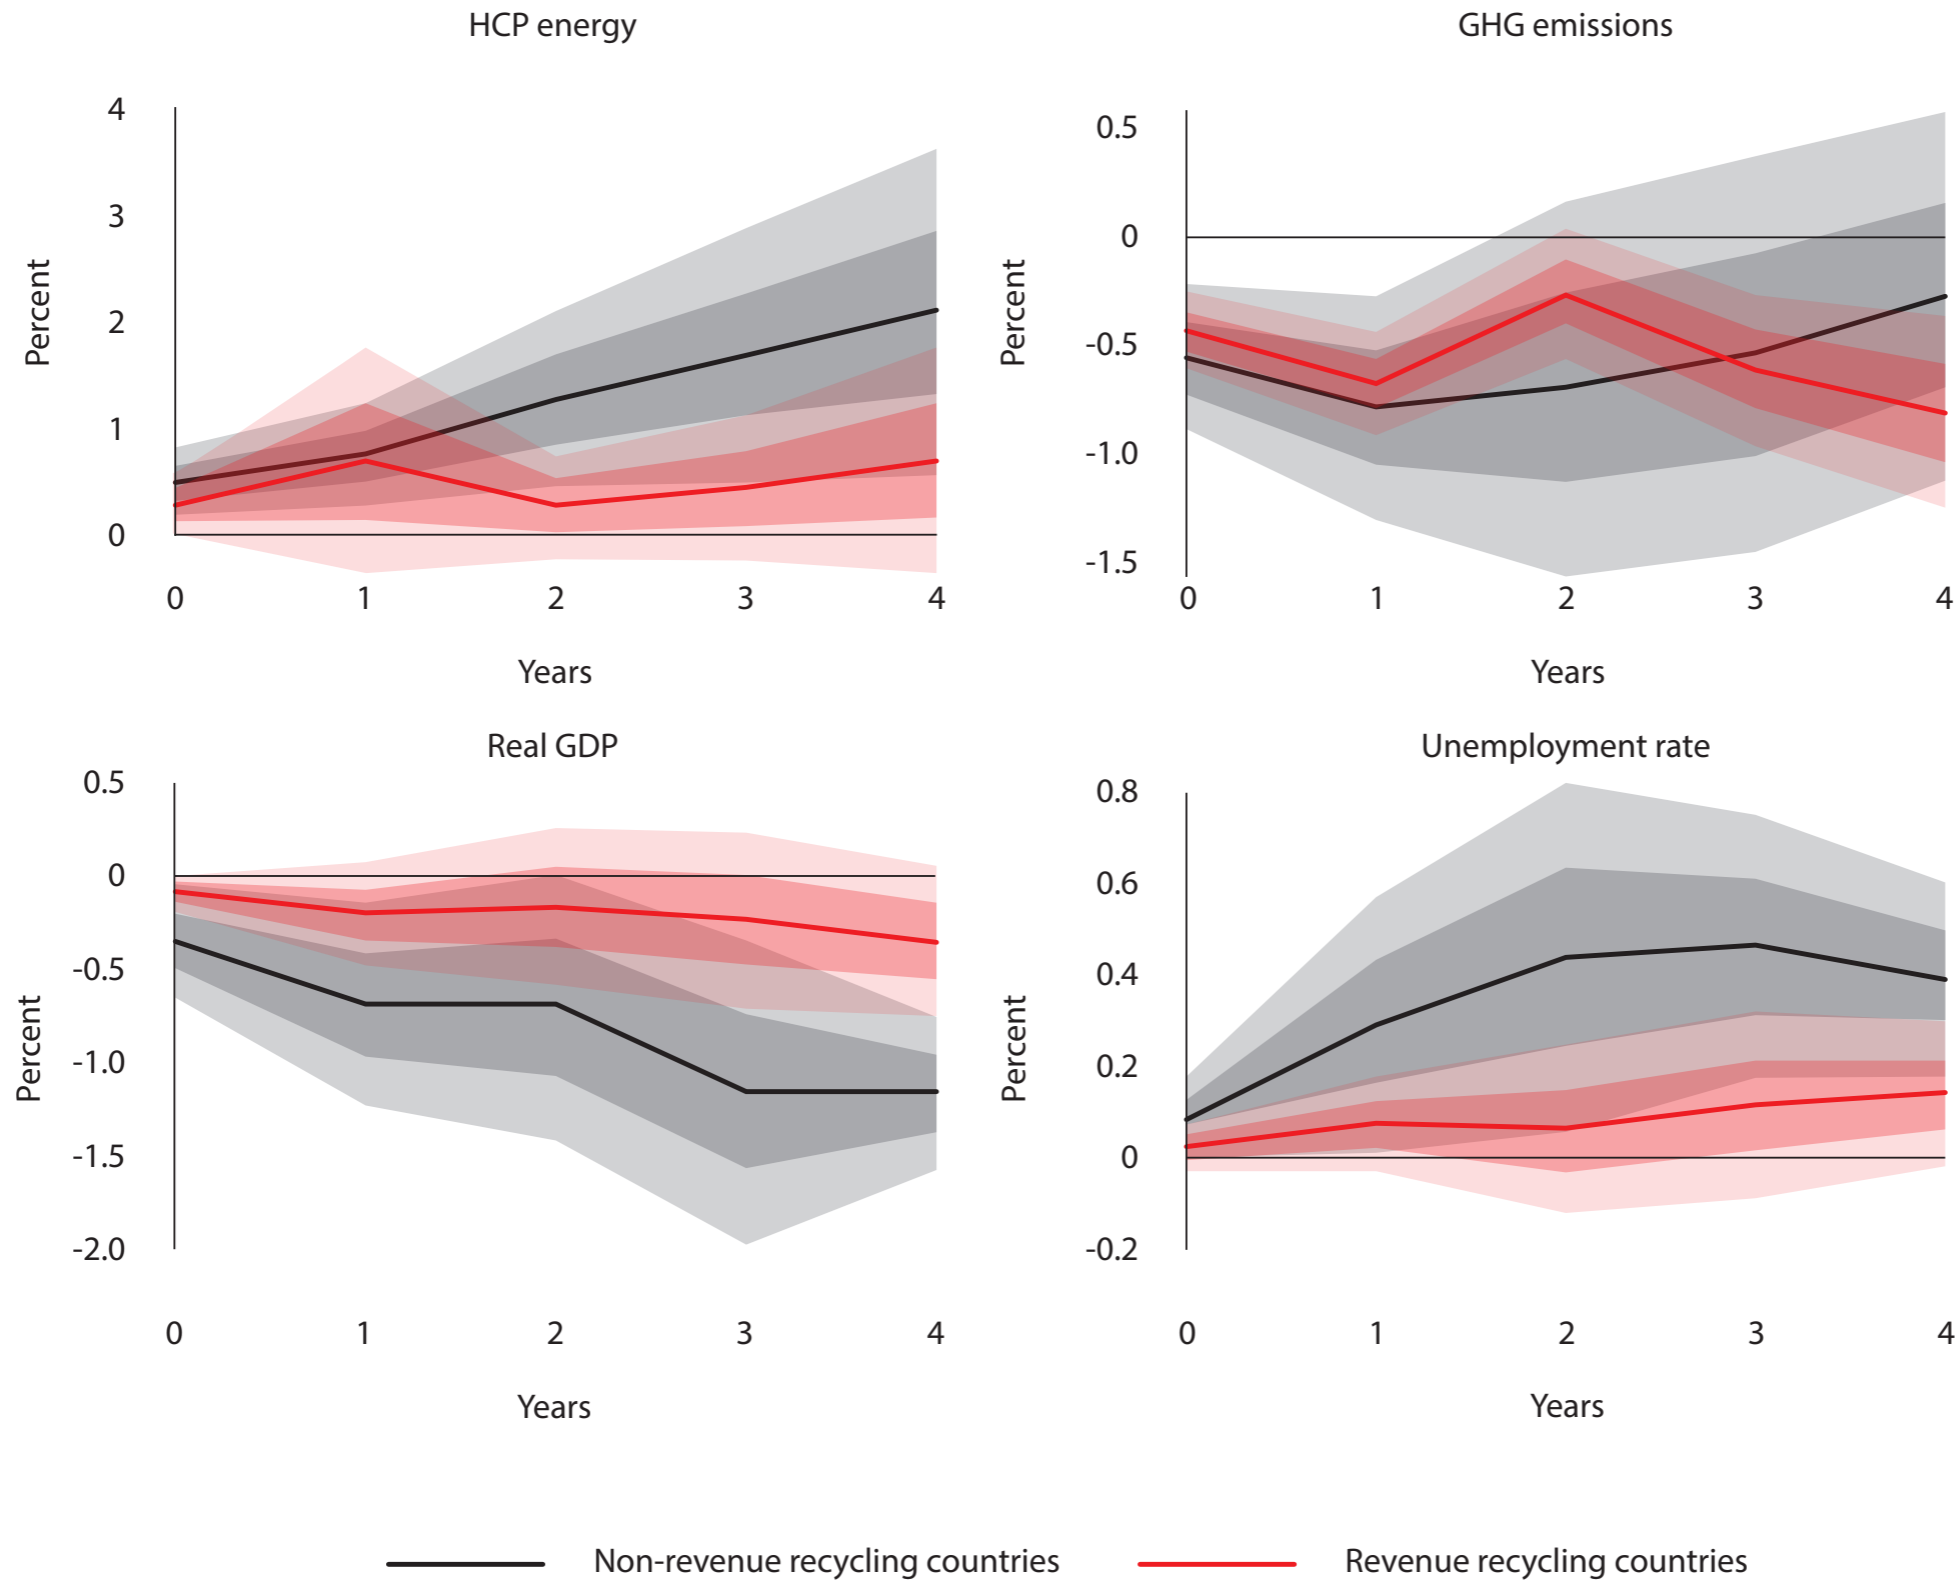 HCP energy
GHG emissions
4
3
2
1
0
Percent
0 1 2 3 4
Years
0.5
0
-0.5
-1.0
-1.5
Percent
0 1 2 3 4
Years
Real GDP
Unemployment rate
0.5
0
-0.5
-1.0
-1.5
-2.0
Percent
0 1 2 3 4
Years
0.8
0.6
0.4
0.2
0
-0.2
Percent
0 1 2 3 4
Years
Non-revenue recycling countries
Revenue recycling countries